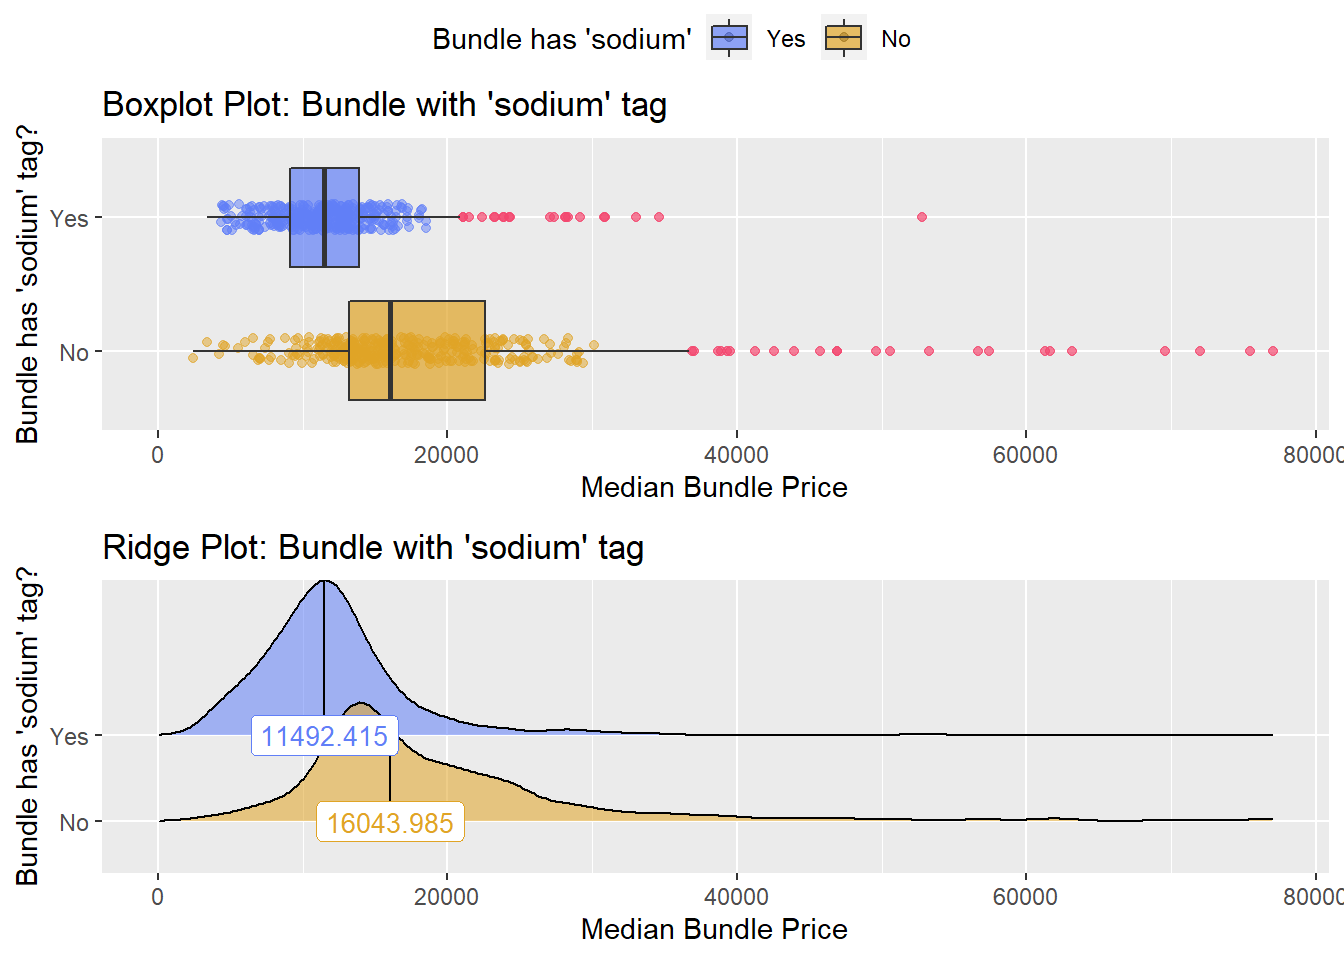 Bundle has 'sodium' Yes No
Boxplot Plot: Bundle with 'sodium' tag
Bundle has 'sodium' tag?
Yes
No
0 20000 40000 60000 80000
Median Bundle Price
Ridge Plot: Bundle with 'sodium' tag
Bundle has 'sodium' tag?
Yes
11492.415
No
16043.985
0 20000 40000 60000 80000
Median Bundle Price